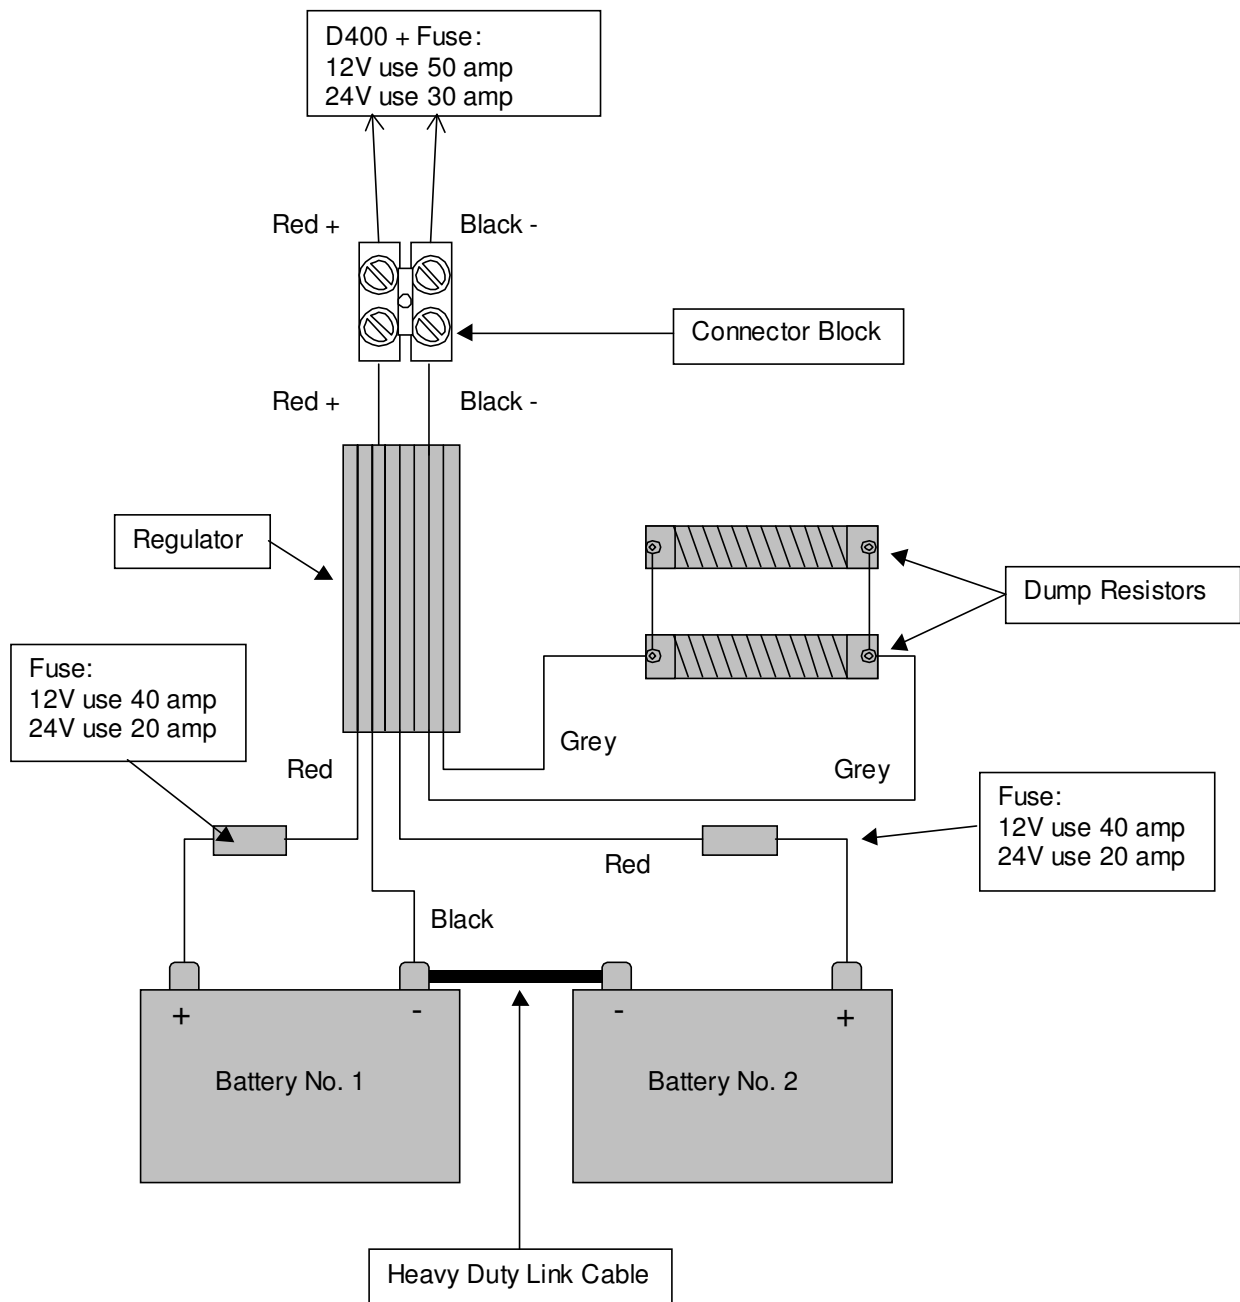 D400 + Fuse:
12V use 50 amp
24V use 30 amp
Red +
Black -
Connector Block
Red +
Black -
Regulator
Dump Resistors
Fuse:
12V use 40 amp
24V use 20 amp
Grey
Red
Grey
Fuse:
12V use 40 amp
24V use 20 amp
Red
Black
+
-
-
+
Battery No. 1
Battery No. 2
Heavy Duty Link Cable